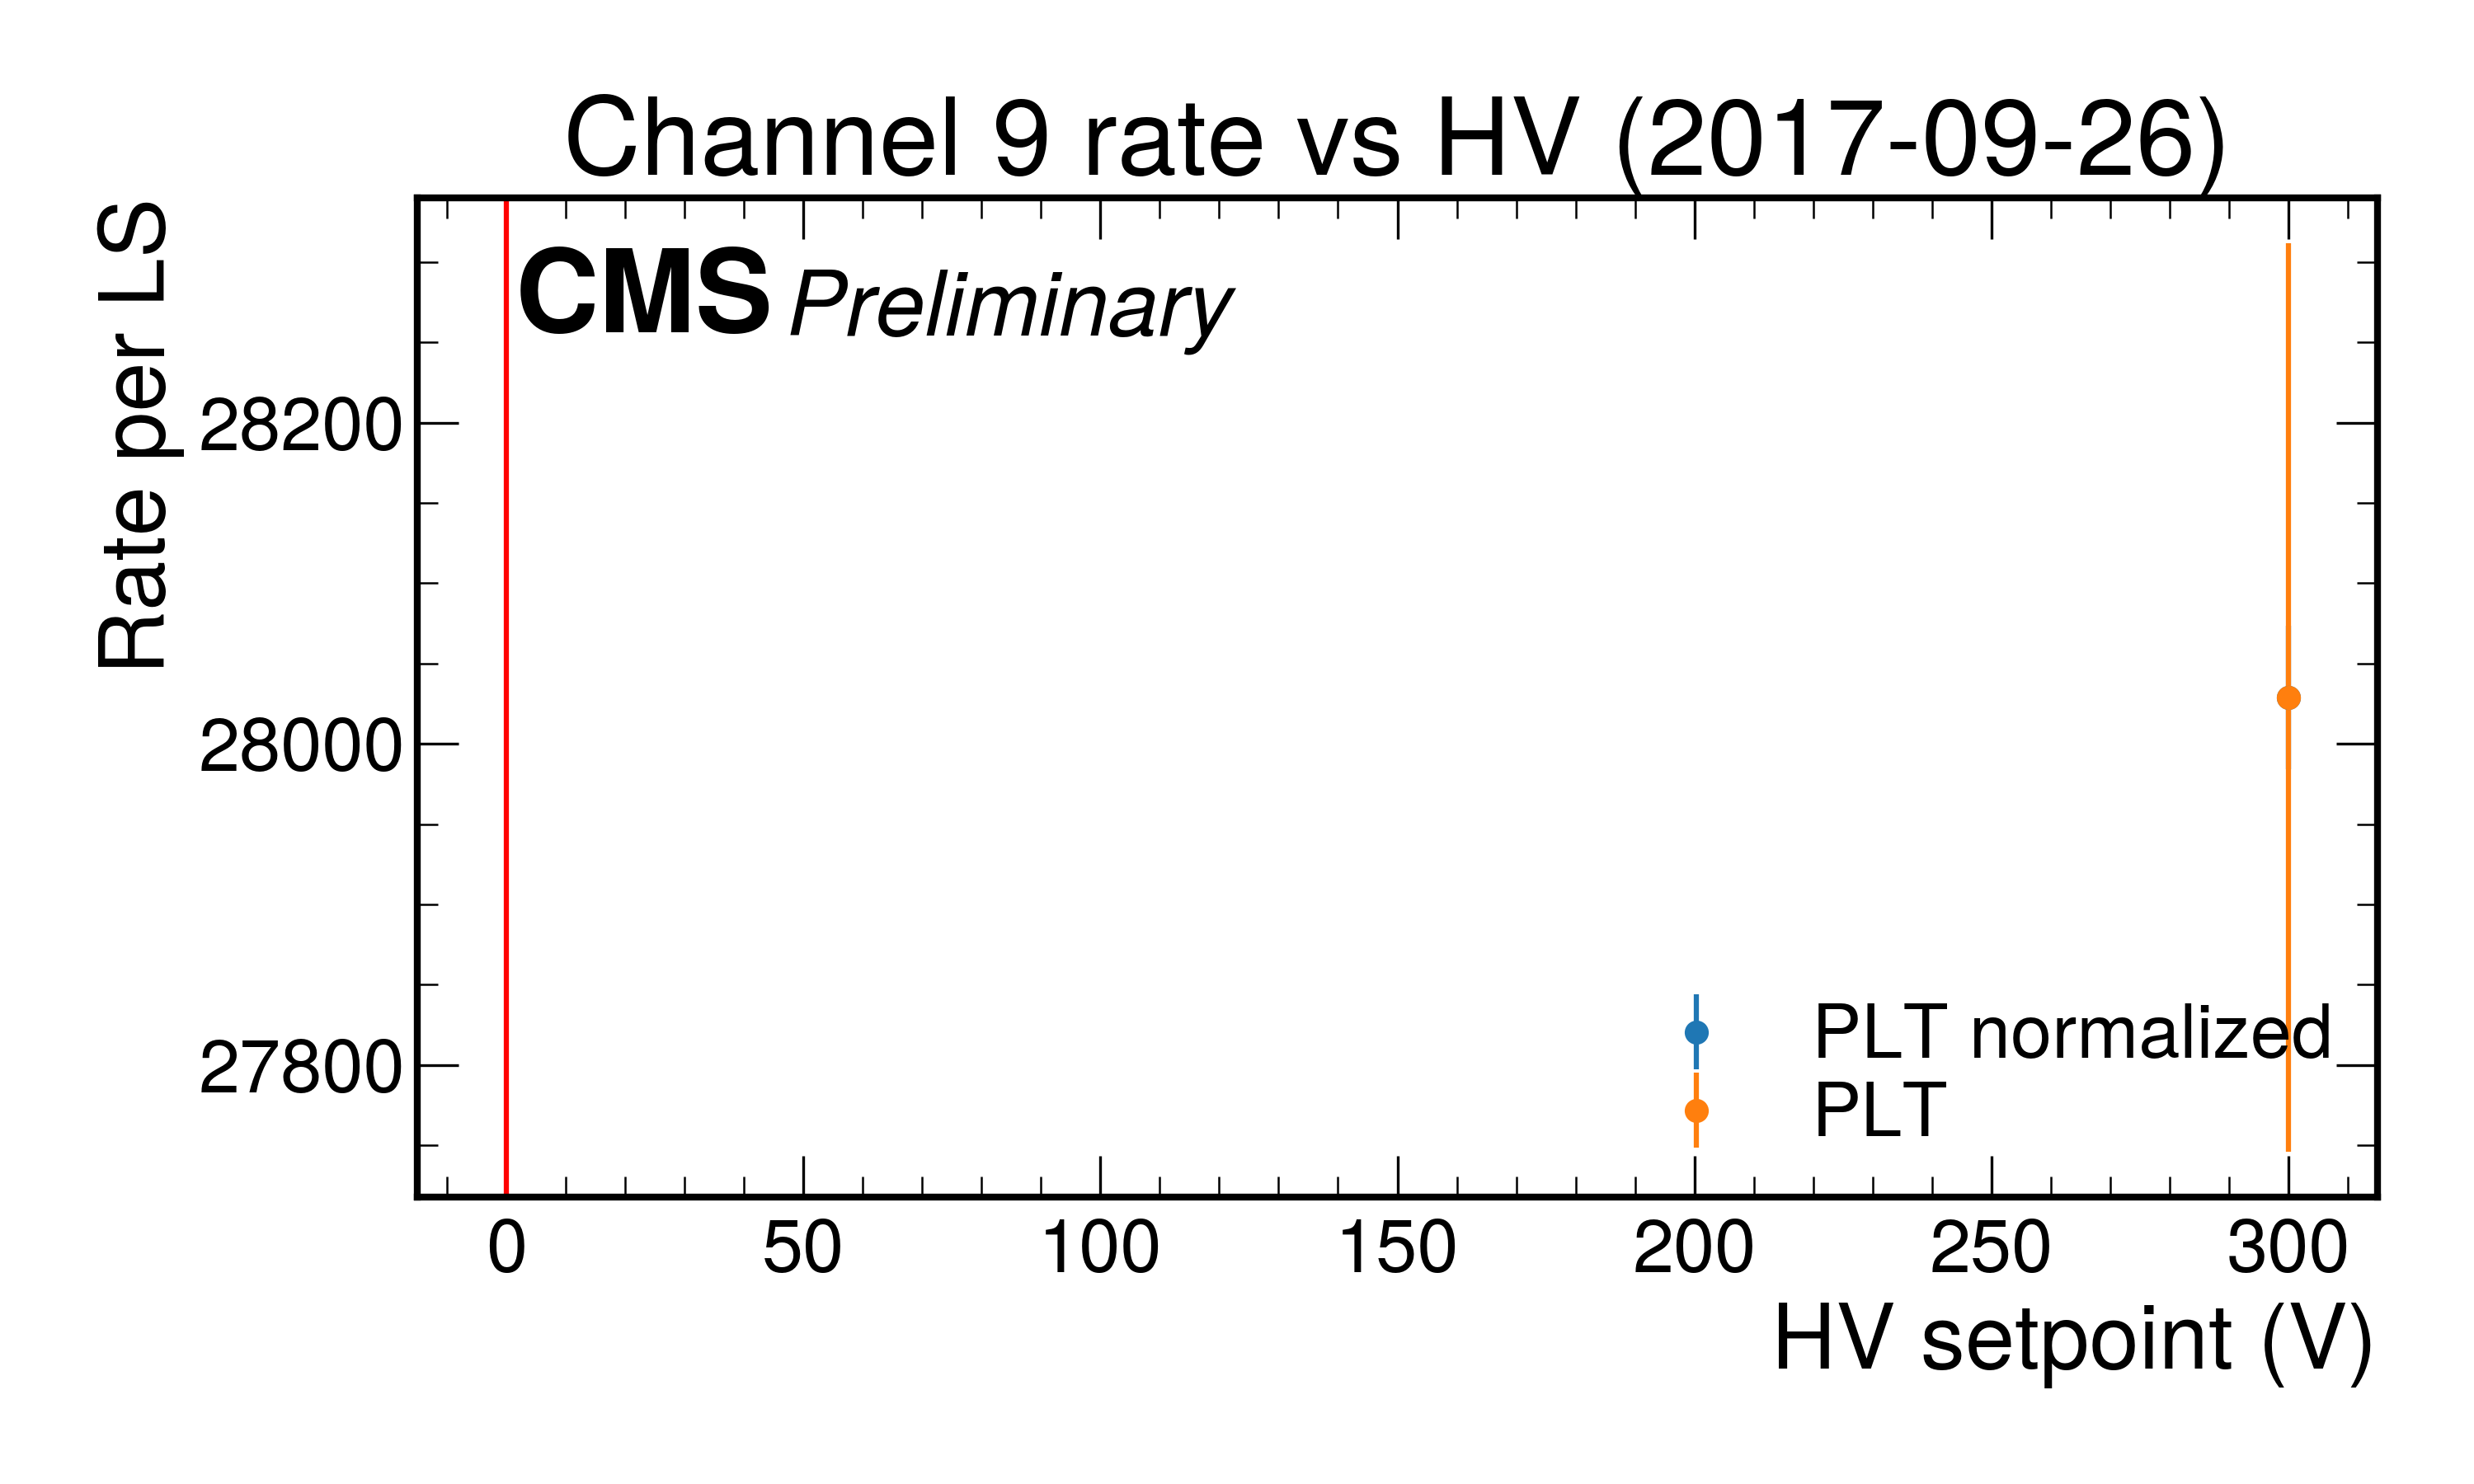 Channel 9 rate vs HV (2017-09-26)
CMS Preliminary
Rate per LS
28200
28000
27800
PLT normalized
PLT
0 50 100 150 200 250 300
HV setpoint (V)